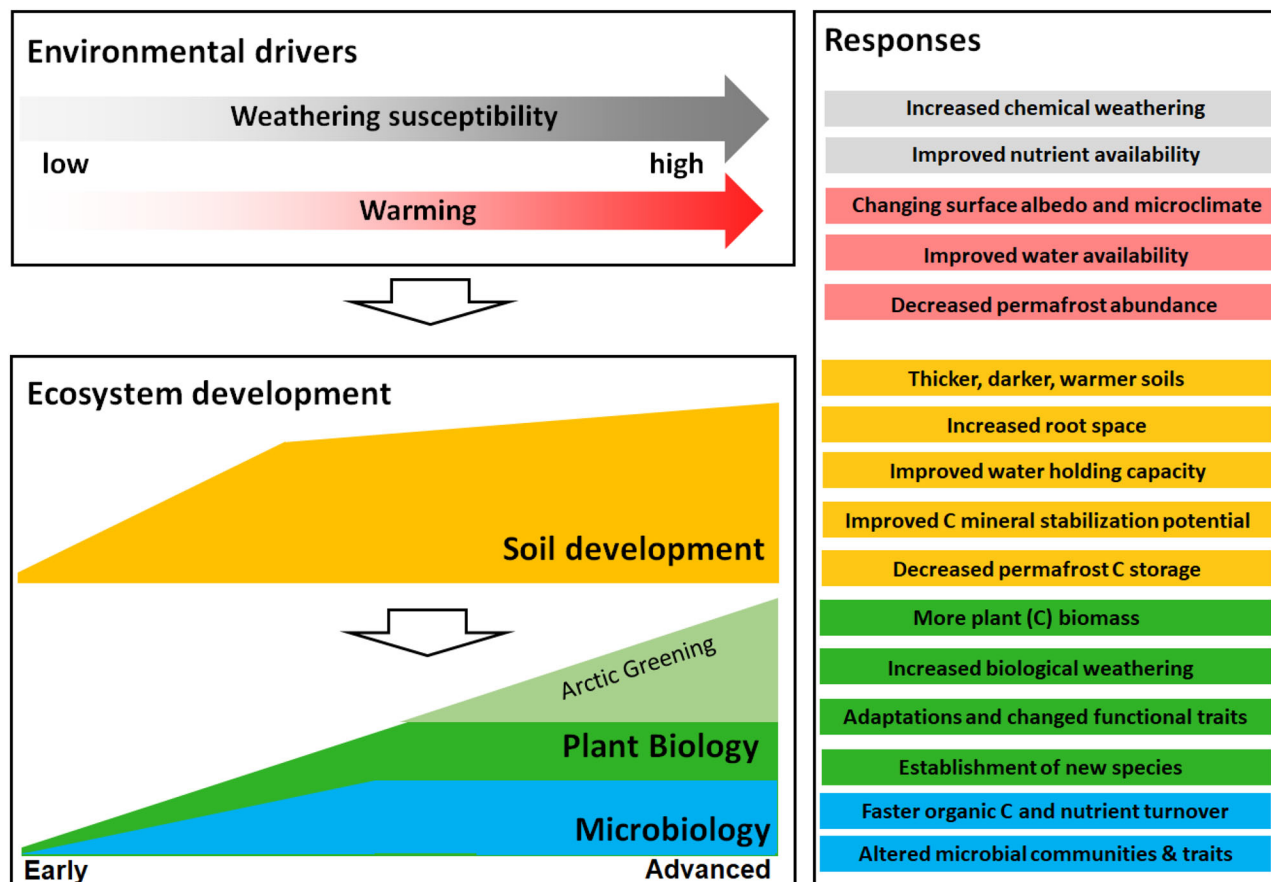 Environmental drivers
Weathering susceptibility
low
high
Warming
Ecosystem development
Soil development
Arctic Greening
Plant Biology
Microbiology
Early
Advanced
Responses
Increased chemical weathering
Improved nutrient availability
Changing surface albedo and microclimate
Improved water availability
Decreased permafrost abundance
Thicker, darker, warmer soils
Increased root space
Improved water holding capacity
Improved C mineral stabilization potential
Decreased permafrost C storage
More plant (C) biomass
Increased biological weathering
Adaptations and changed functional traits
Establishment of new species
Faster organic C and nutrient turnover
Altered microbial communities & traits